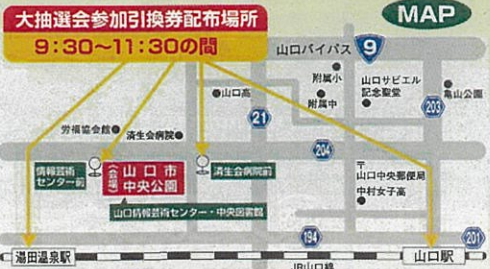 大抽選会参加引換券配布場所
9:30〜11:30の間
MAP
山口バイパス
9
附属小
附属中
山口サビエル
記念聖堂
亀山公園
山口高
21
203
労福協会館
済生会病院
204
情報芸術
センター前
《会場》
山口市
中央公園
済生会病院前
〒
山口中央郵便局
中村女子高
山口情報芸術センター・中央図書館
194
201
湯田温泉駅
山口駅
JR山口線